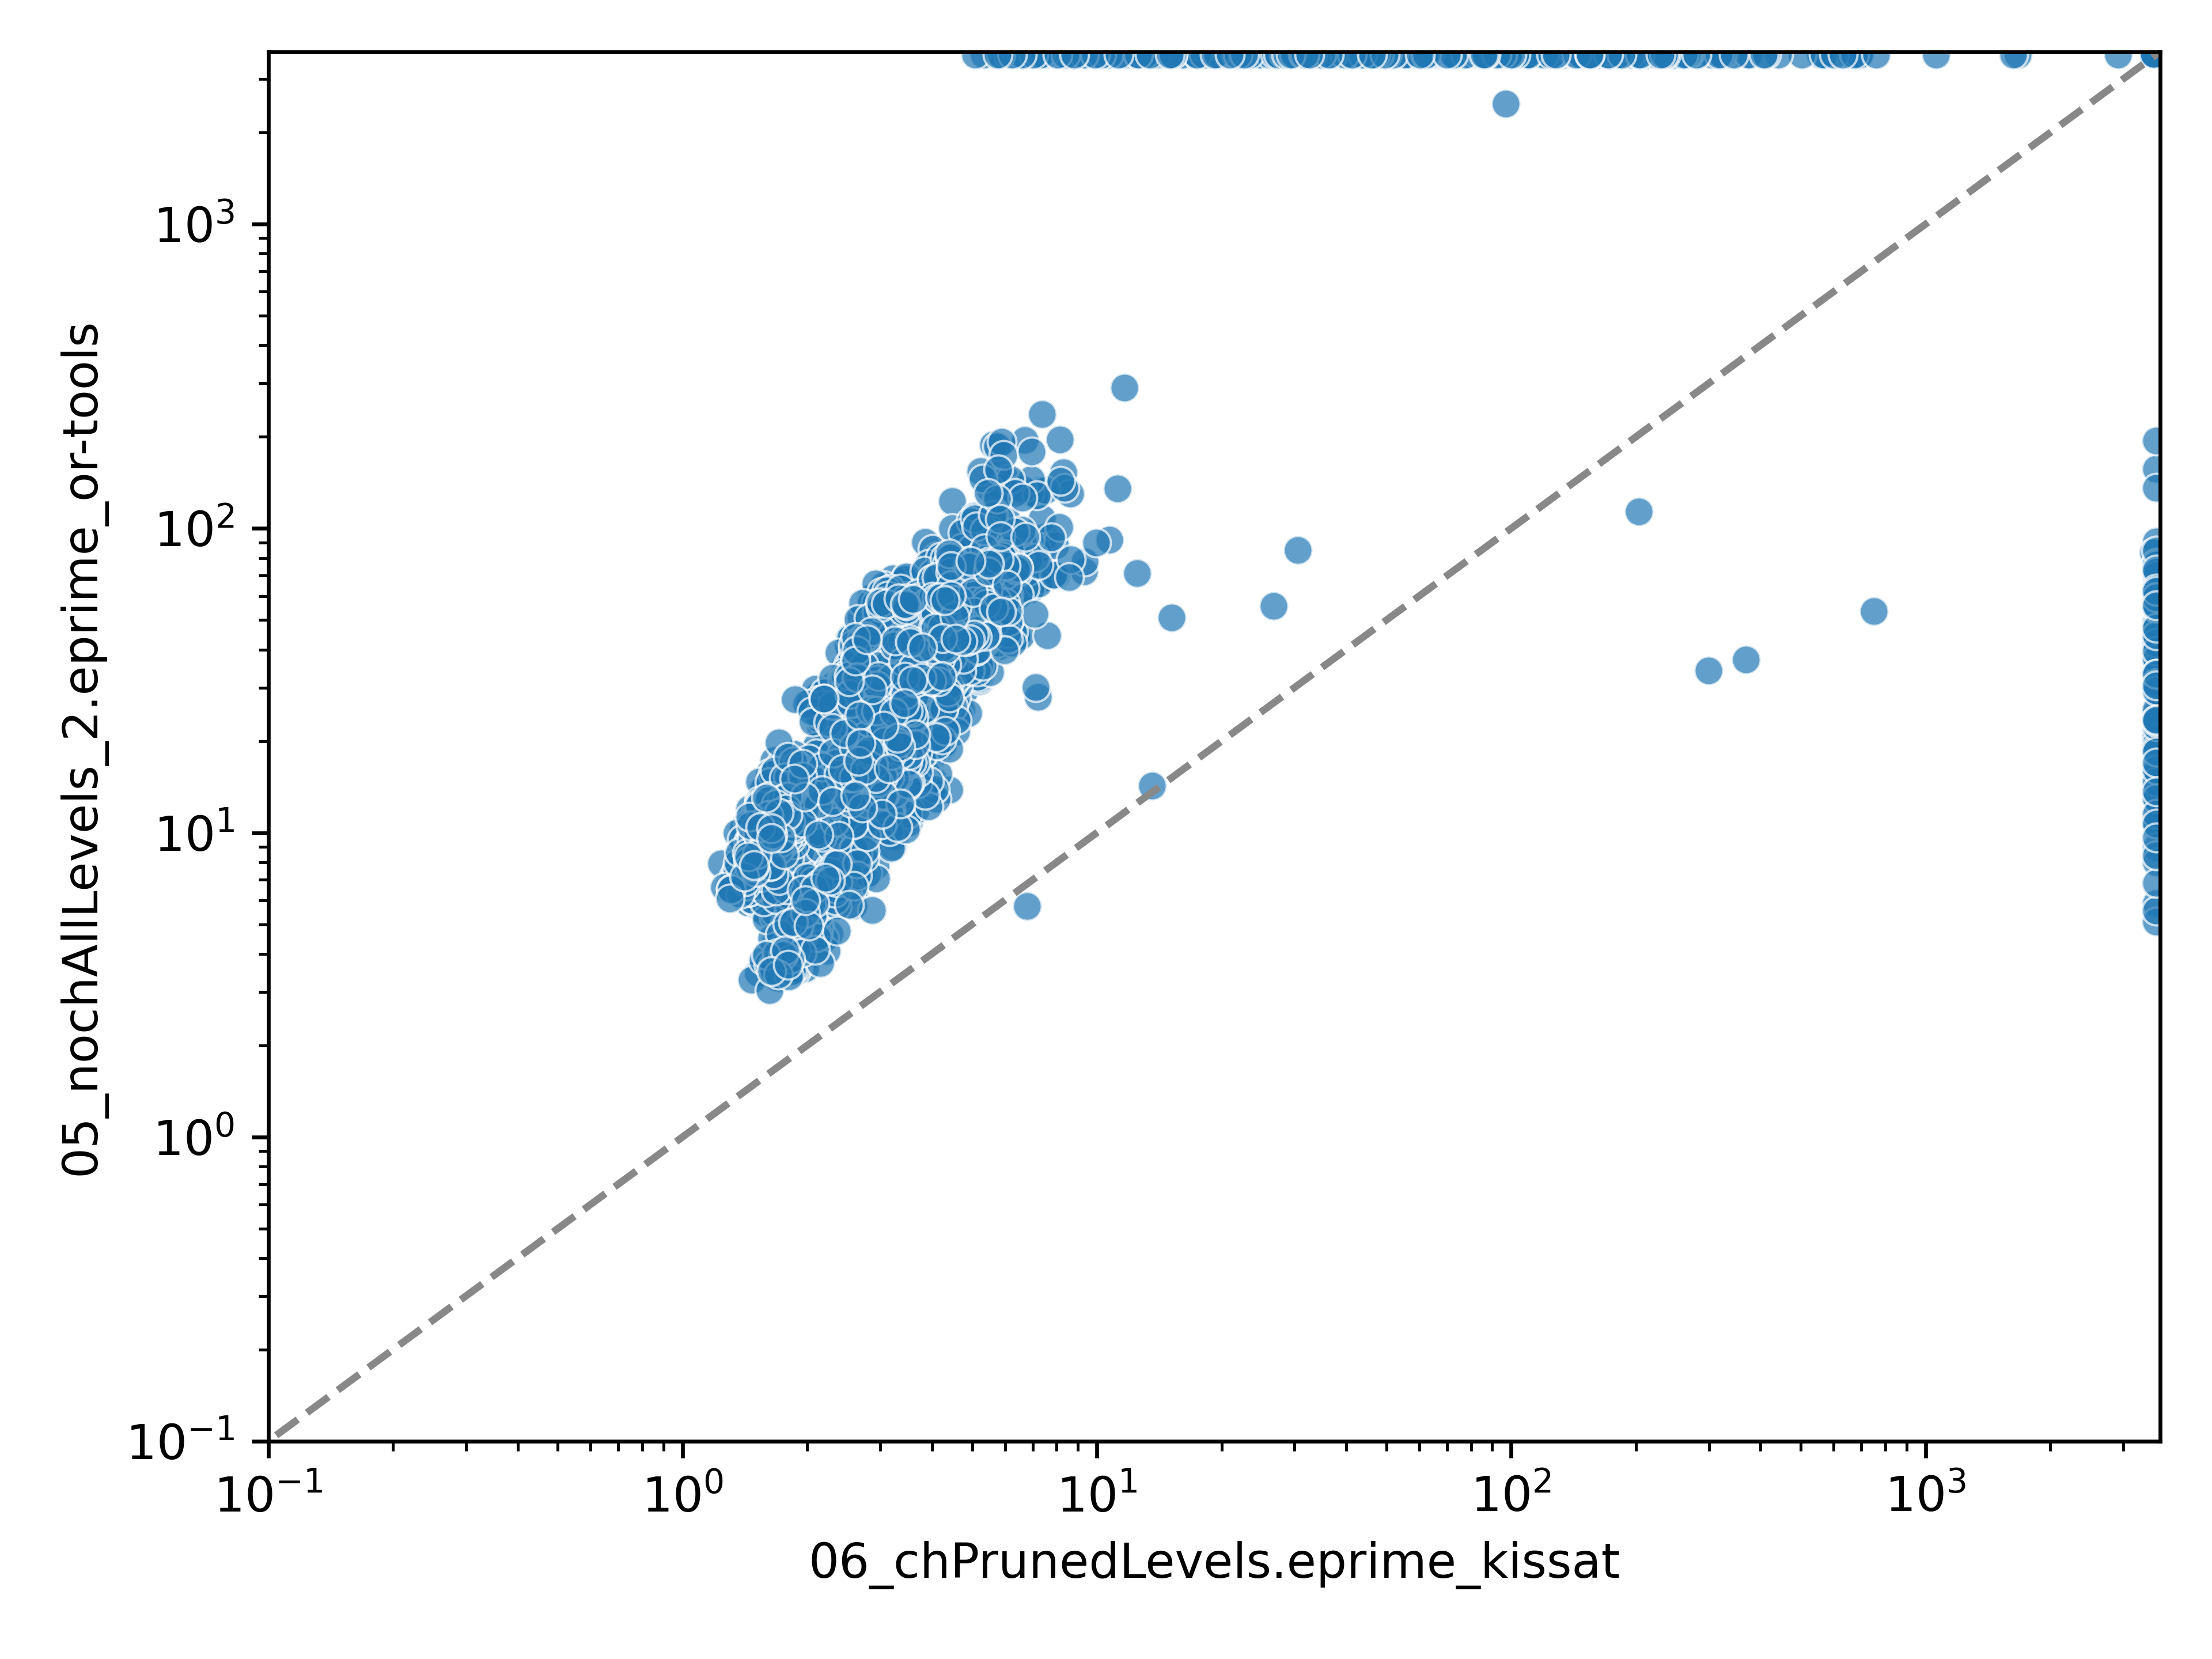 10³
10²
10¹
10⁰
10⁻¹
05_nochAllLevels_2.eprime_or-tools
10⁻¹ 10⁰ 10¹ 10² 10³
06_chPrunedLevels.eprime_kissat